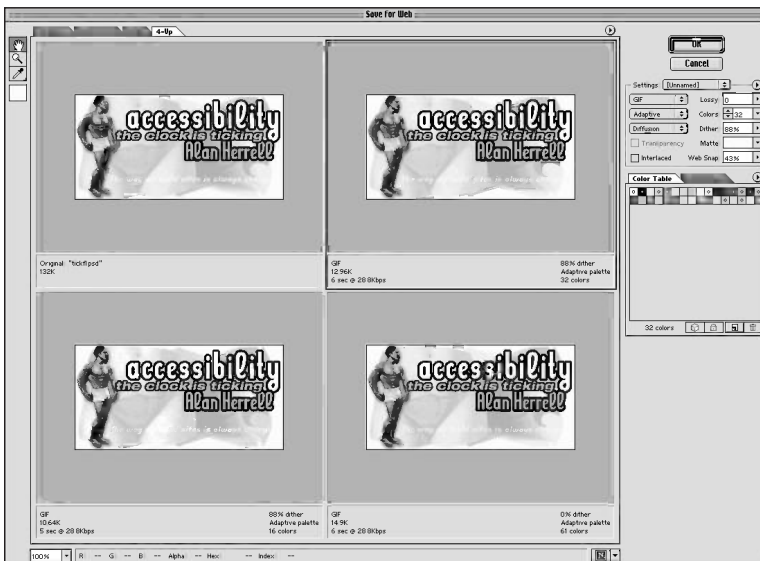 Save For Web
4-Up
OK
Cancel
Settings: [Unnamed]
GIF Lossy: 0
Adaptive Colors: 32
Diffusion Dither: 88%
Transparency Matte:
Interlaced Web Snap: 43%
Color Table
32 colors
accessibility
the clock is ticking
Alan Herrell
Original: "tickfl.psd"
132K
accessibility
the clock is ticking
Alan Herrell
GIF 88% dither
12.96K Adaptive palette
6 sec @ 28.8Kbps 32 colors
accessibility
the clock is ticking
Alan Herrell
GIF 88% dither
10.64K Adaptive palette
5 sec @ 28.8Kbps 16 colors
accessibility
the clock is ticking
Alan Herrell
GIF 0% dither
14.9K Adaptive palette
6 sec @ 28.8Kbps 61 colors
100% R: -- G: -- B: -- Alpha: -- Hex: -- Index: --